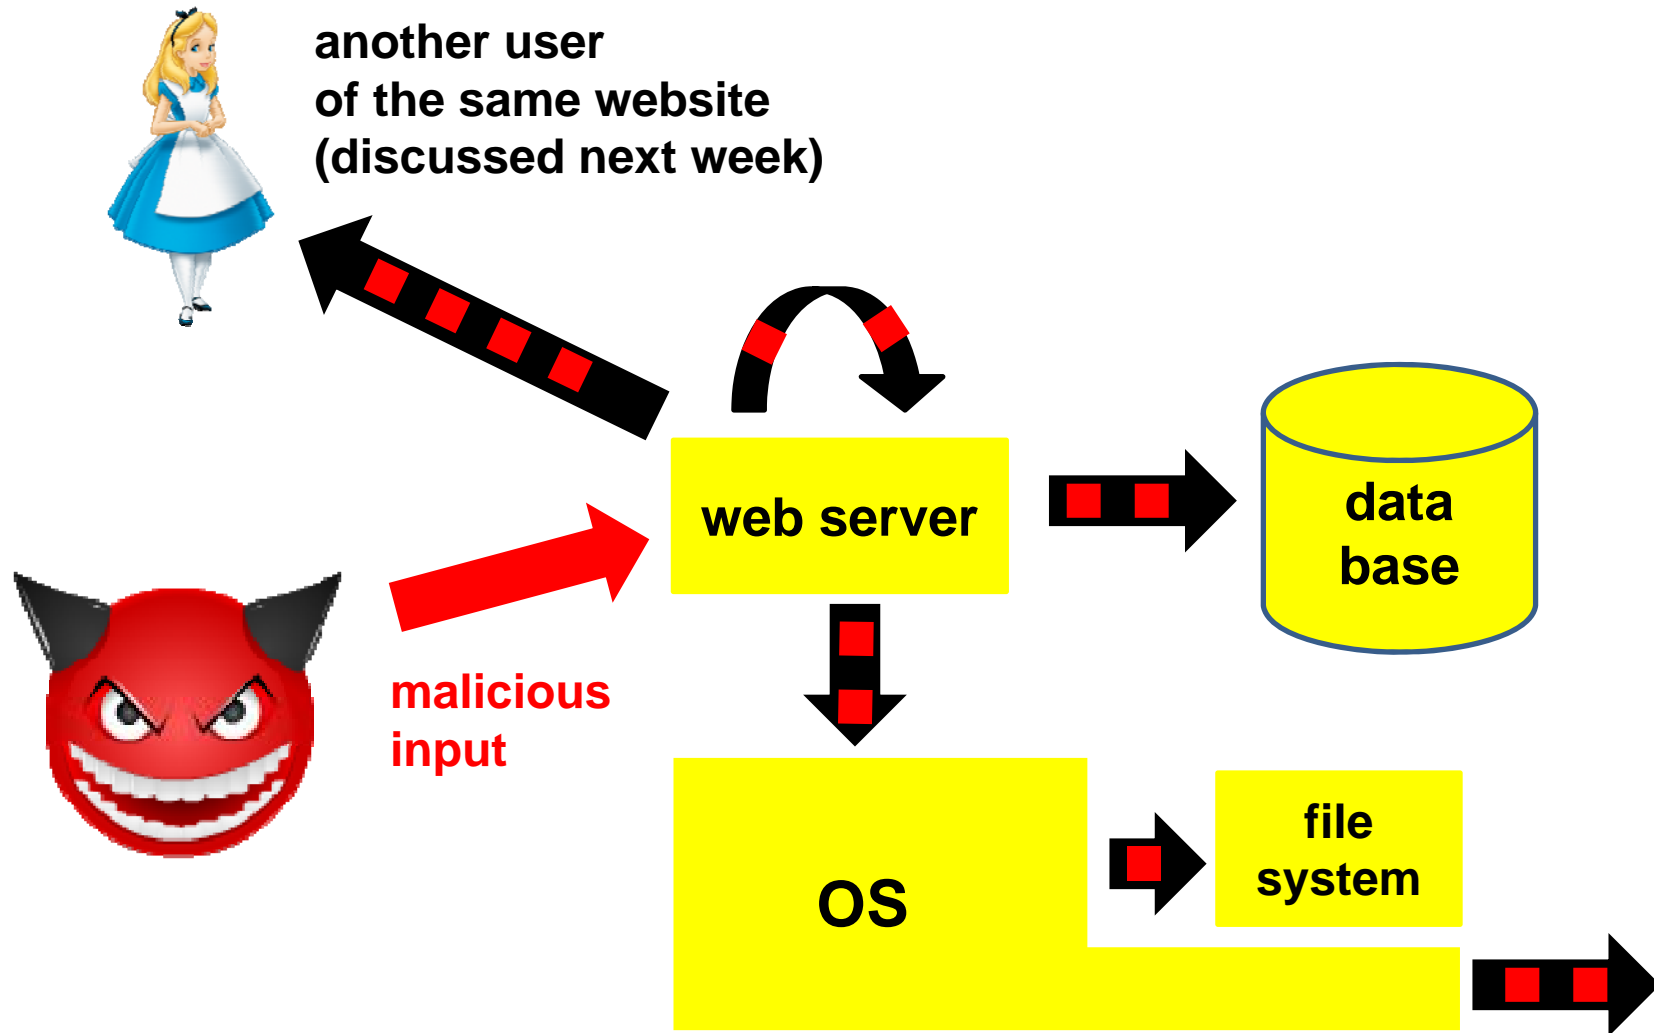 another user
of the same website
(discussed next week)
web server
data
base
malicious
input
file
system
OS